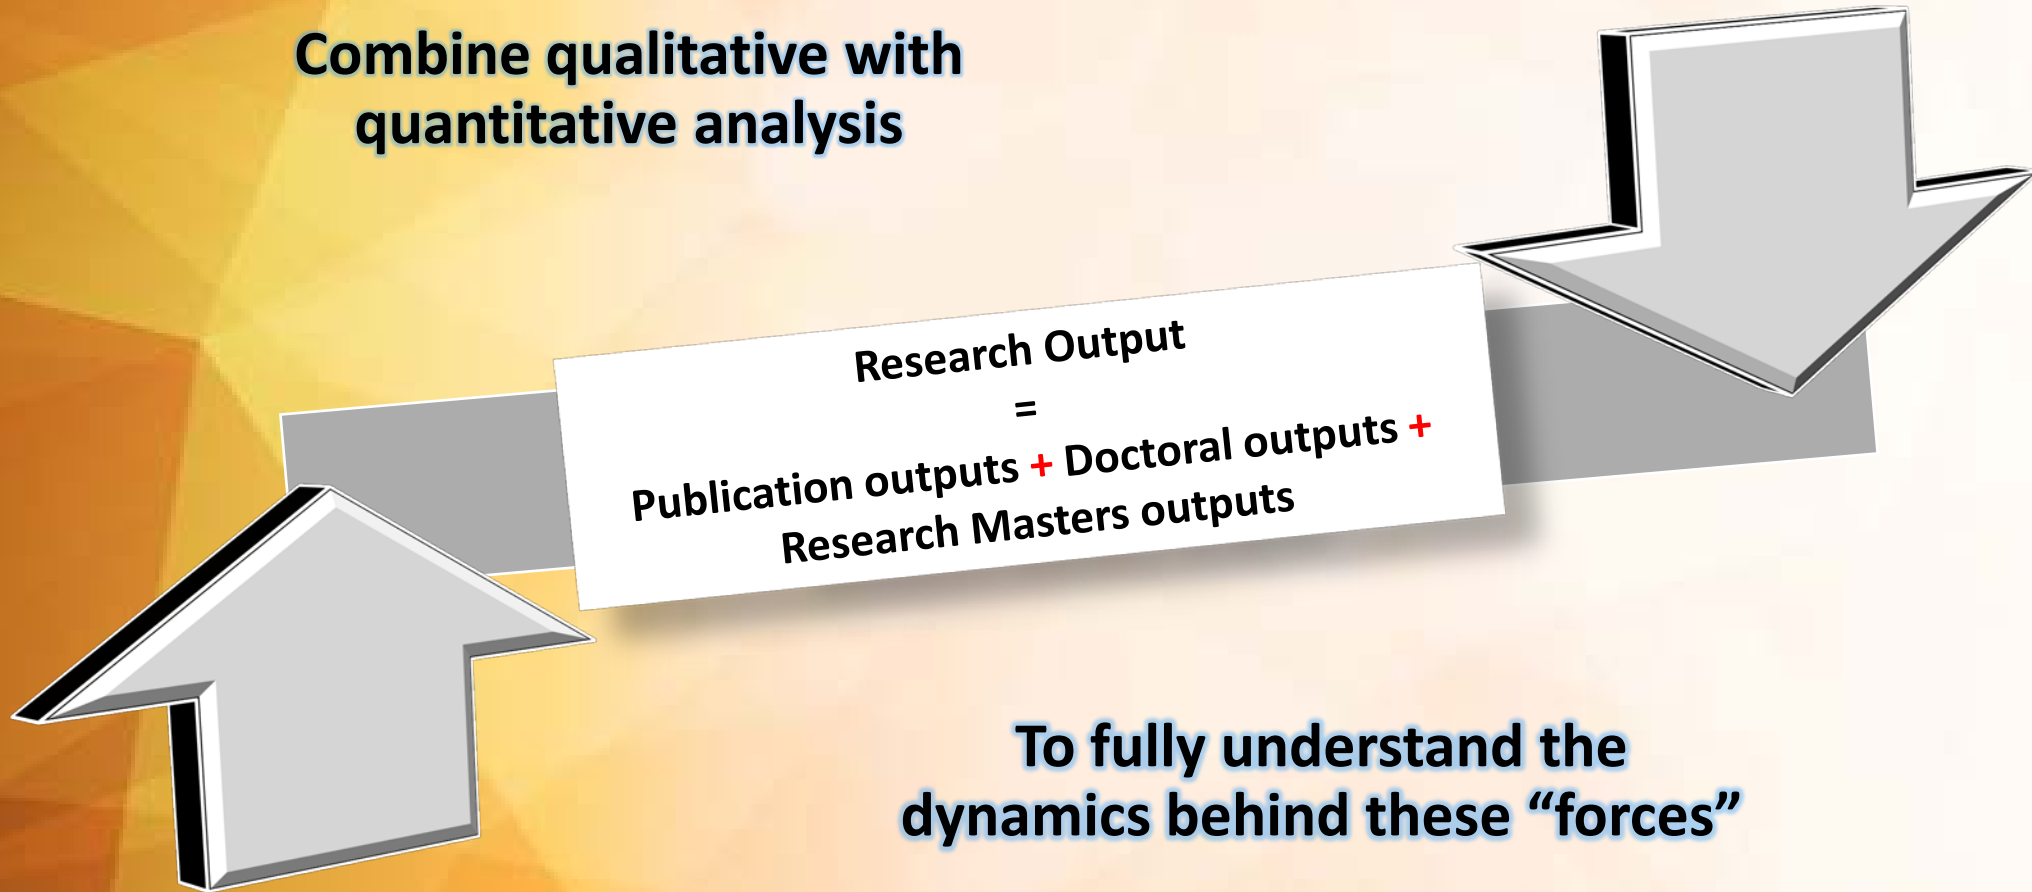 Combine qualitative with
quantitative analysis
Research Output
=
Publication outputs + Doctoral outputs +
Research Masters outputs
To fully understand the
dynamics behind these “forces”